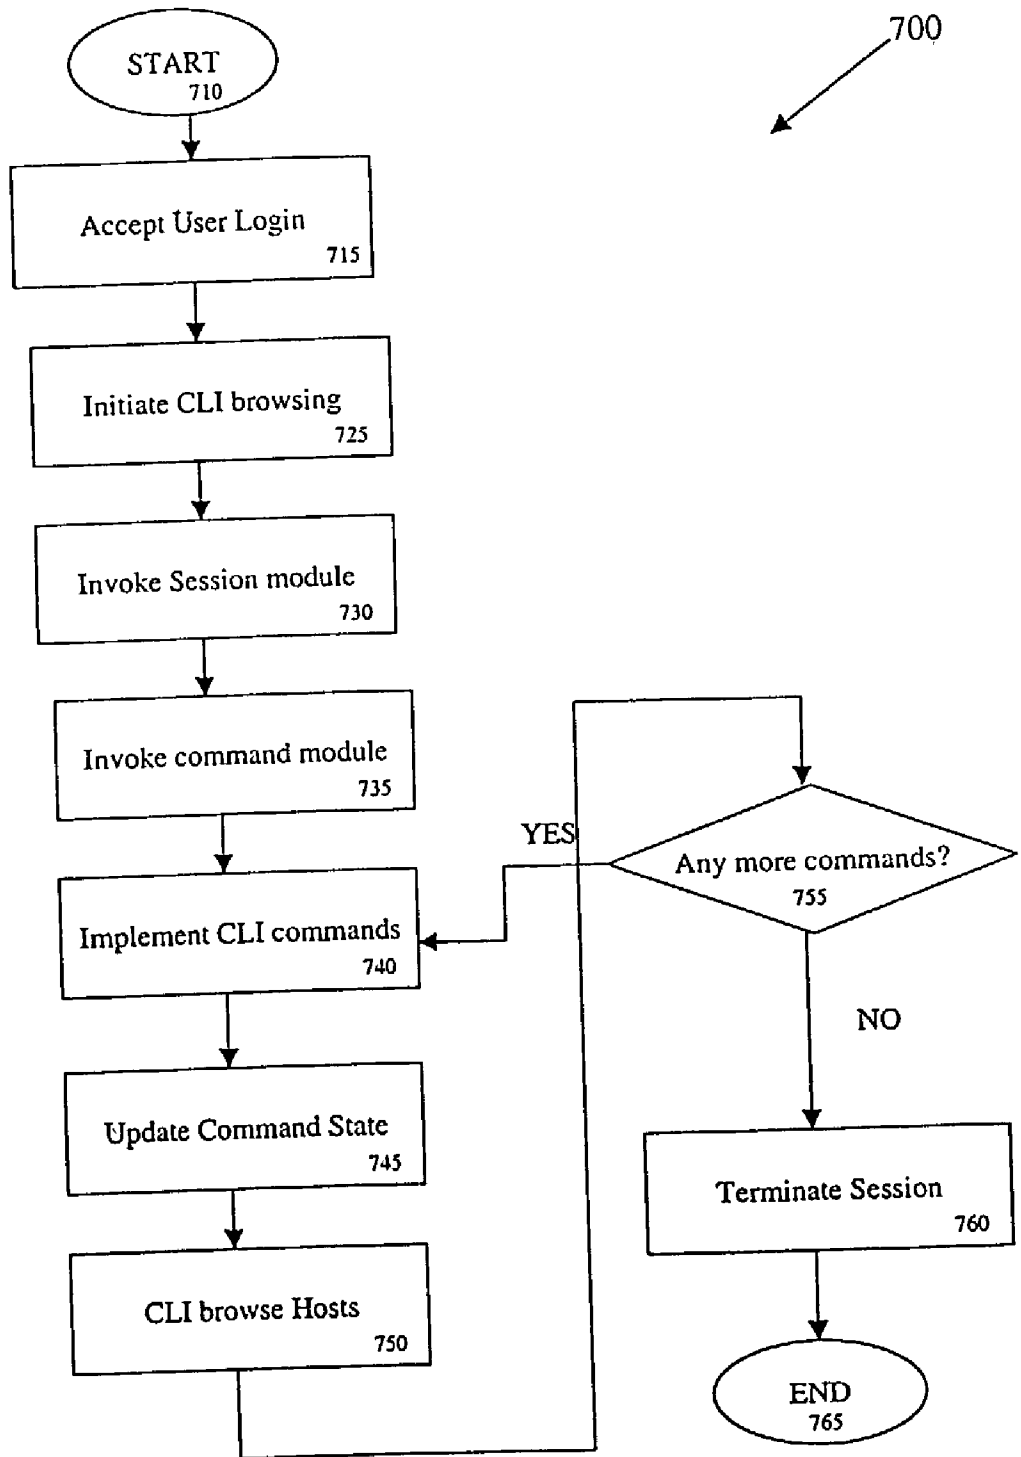 700
START
710
Accept User Login
715
Initiate CLI browsing
725
Invoke Session module
730
Invoke command module
735
YES
Any more commands?
755
Implement CLI commands
740
NO
Update Command State
745
Terminate Session
760
CLI browse Hosts
750
END
765